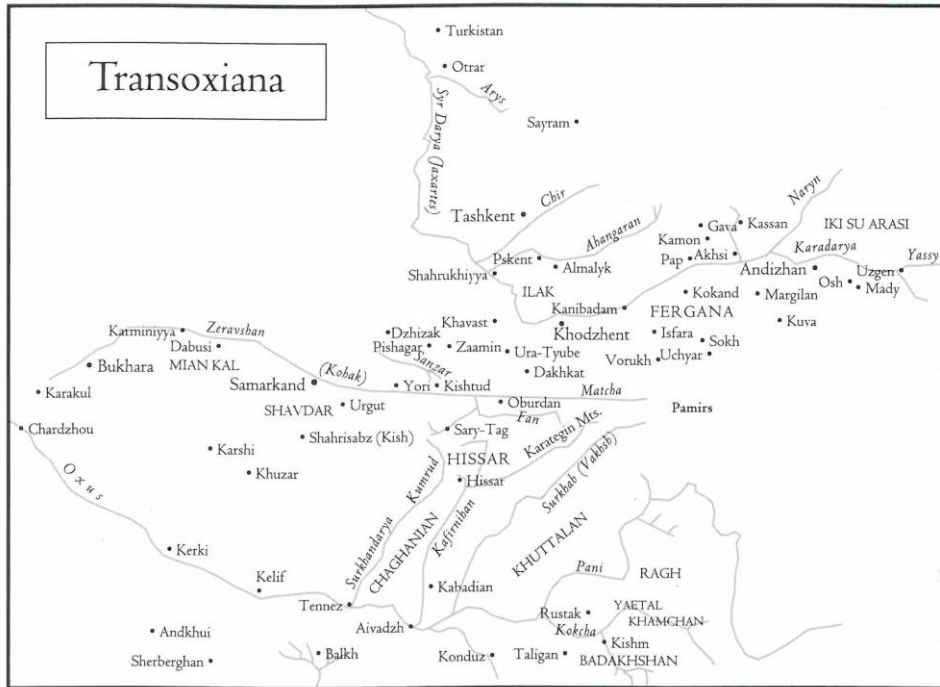 Transoxiana
Turkistan
Otrar
Arys
Sayram
Syr Darya (Jaxartes)
Chir
Tashkent
Naryn
Ahangaran
Gava
Kassan
IKI SU ARASI
Kamon
Karadarya
Yassy
Pskent
Almalyk
Pap
Akhsi
Andizhan
Uzgen
Shahrukhiyya
Osh
Mady
ILAK
Kokand
Margilan
Kanibadam
FERGANA
Khavast
Khodzhent
Kuva
Katminiyya
Zeravshan
Dzhizak
Isfara
Sokh
Dabusi
Pishagar
Zaamin
Ura-Tyube
Vorukh
Uchyar
MIAN KAL
Sanzar
Dakhkat
Bukhara
(Kohak)
Samarkand
Yori
Kishtud
Matcha
Karakul
Oburdan
Pamirs
SHAVDAR
Urgut
Fan
Chardzhou
Shahrisabz (Kish)
Sary-Tag
Karategin Mts.
Karshi
HISSAR
Khuzar
Hissar
Surkhab (Vakhsb)
Oxus
Kumrud
Kafirnihan
Surkhandarya
CHAGHANIAN
KHUTTALAN
Kerki
Pani
RAGH
Kelif
Kabadian
Tennez
Rustak
YAETAL
KHAMCHAN
Aivadzh
Kokcha
Andkhui
Kishm
Sherberghan
Balkh
Konduz
Taligan
BADAKHSHAN